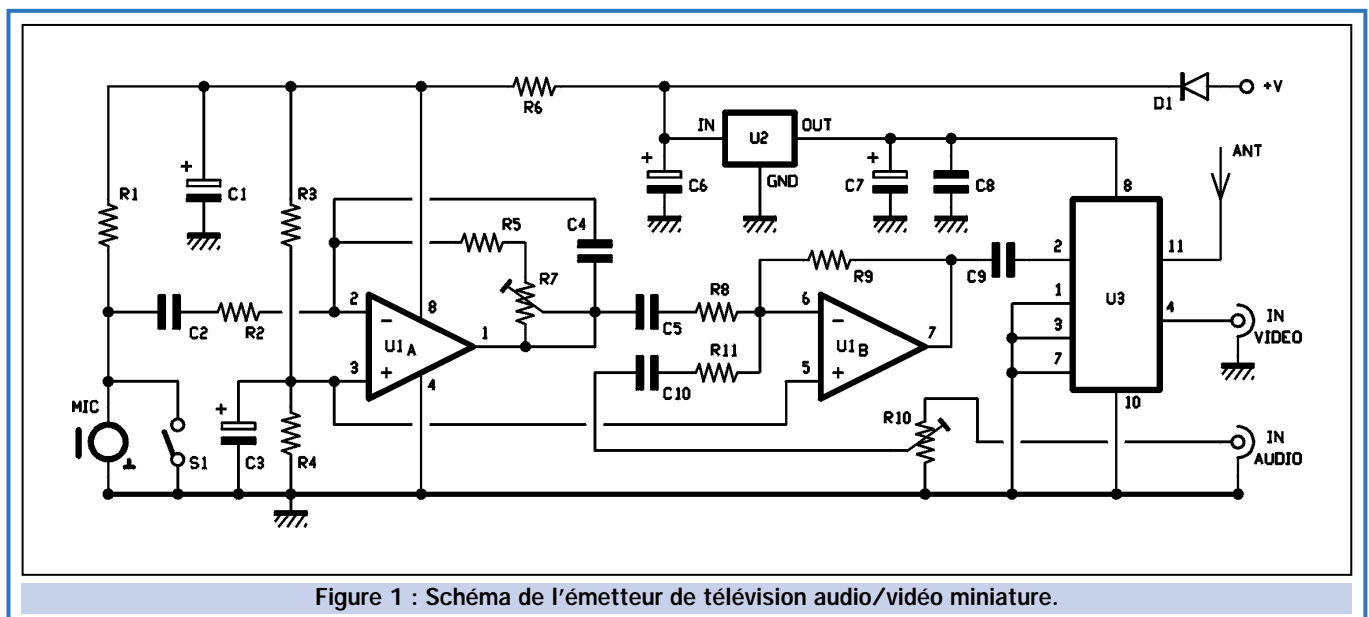 +V
D1
R6
IN
OUT
U2
GND
ANT
+
C1
R1
R3
+
C6
+
C7
C8
8
R5
C4
R7
C9
2
11
R9
R8
1
U3
4
IN
VIDEO
3
7
C2
R2
2
8
-
U1A
1
C5
6
-
U1B
7
R11
3
+
4
C10
5
+
10
MIC
+
S1
C3
R4
R10
IN
AUDIO
Figure 1 : Schéma de l'émetteur de télévision audio/vidéo miniature.